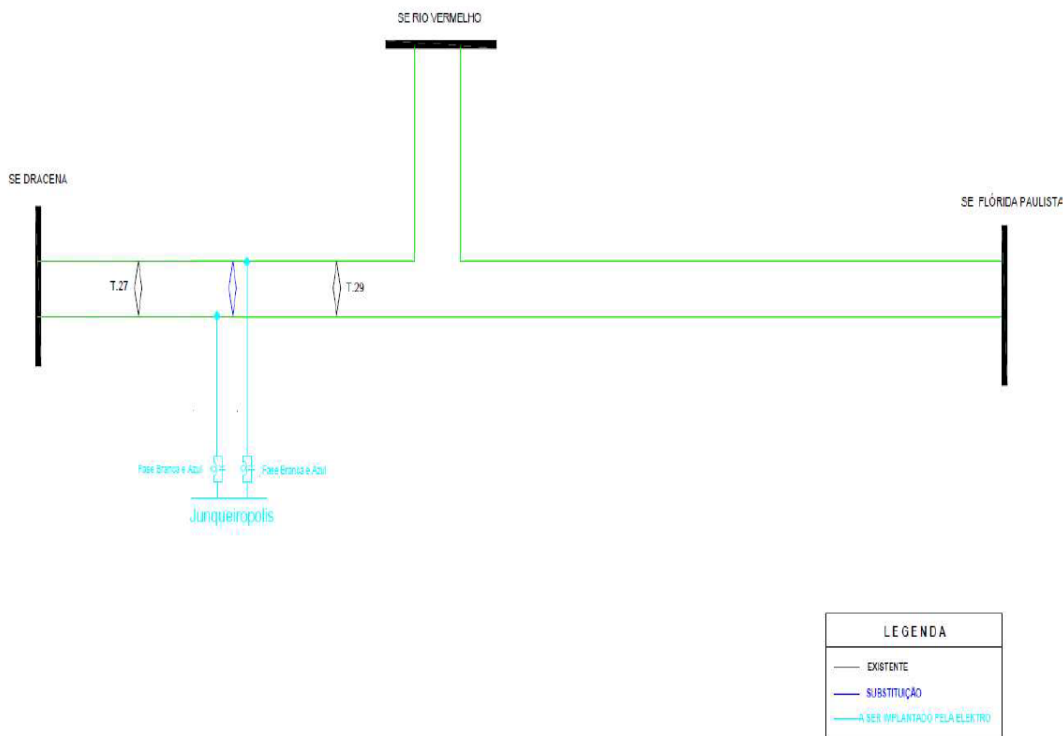 SE RIO VERMELHO
SE DRACENA
SE FLÓRIDA PAULISTA
T.27
T.29
Fase Branca e Azul
Fase Branca e Azul
Junqueiropolis
LEGENDA
EXISTENTE
SUBSTITUIÇÃO
A SER IMPLANTADO PELA ELEKTRO